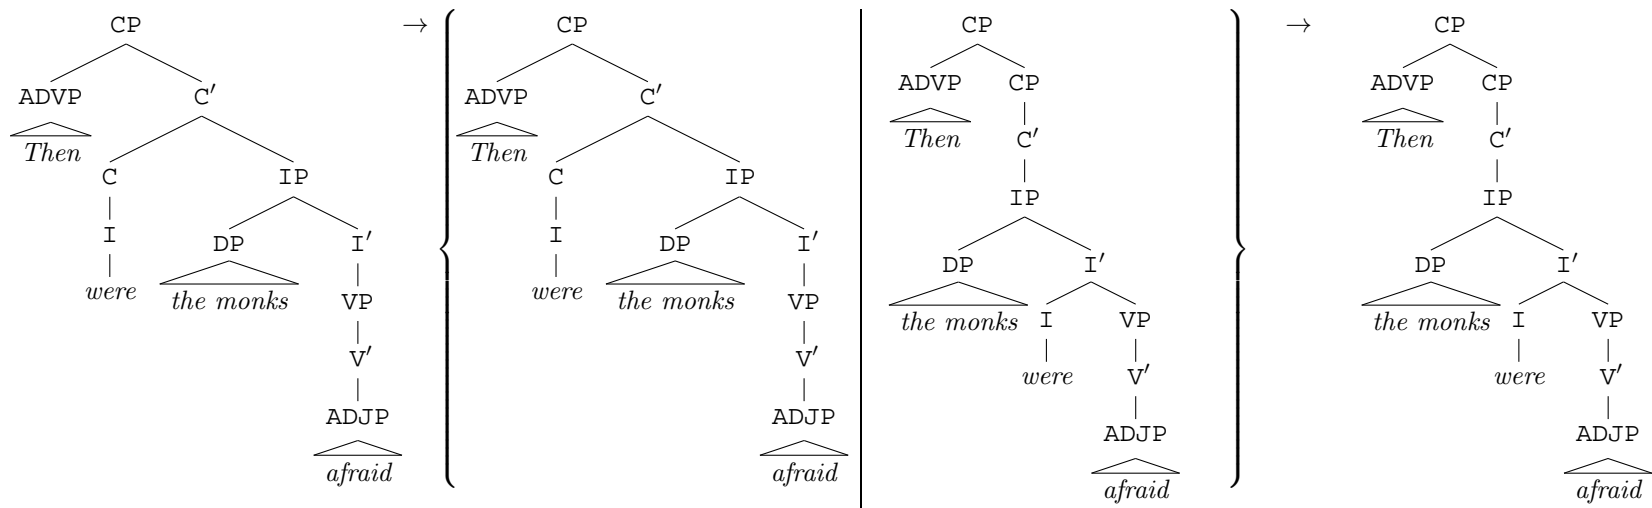 CP → CP CP → CP
ADVP C′ ADVP C′ ADVP CP ADVP CP
Then Then Then C′ Then C′
C IP C IP IP IP
I DP I′ I DP I′ DP I′ DP I′
were the monks VP were the monks VP the monks I VP the monks I VP
V′ V′ were V′ were V′
ADJP ADJP ADJP ADJP
afraid afraid afraid afraid